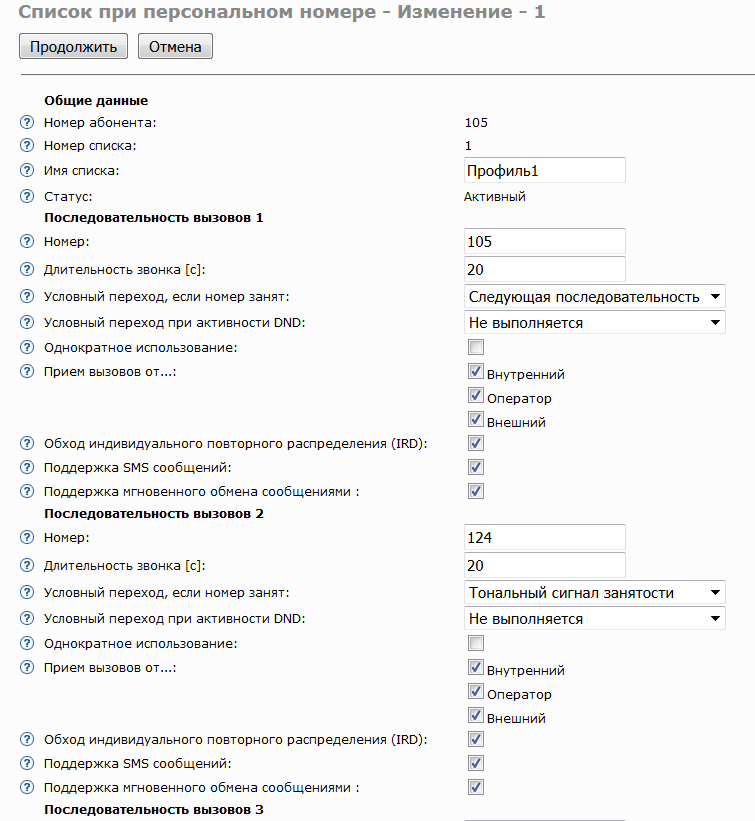 Список при персональном номере - Изменение - 1
Продолжить Отмена
Общие данные
? Номер абонента: 105
? Номер списка: 1
? Имя списка: Профиль1
? Статус: Активный
Последовательность вызовов 1
? Номер: 105
? Длительность звонка [с]: 20
? Условный переход, если номер занят: Следующая последовательность
? Условный переход при активности DND: Не выполняется
? Однократное использование:
? Прием вызовов от...: Внутренний
Оператор
Внешний
? Обход индивидуального повторного распределения (IRD):
? Поддержка SMS сообщений:
? Поддержка мгновенного обмена сообщениями :
Последовательность вызовов 2
? Номер: 124
? Длительность звонка [с]: 20
? Условный переход, если номер занят: Тональный сигнал занятости
? Условный переход при активности DND: Не выполняется
? Однократное использование:
? Прием вызовов от...: Внутренний
Оператор
Внешний
? Обход индивидуального повторного распределения (IRD):
? Поддержка SMS сообщений:
? Поддержка мгновенного обмена сообщениями :
Последовательность вызовов 3